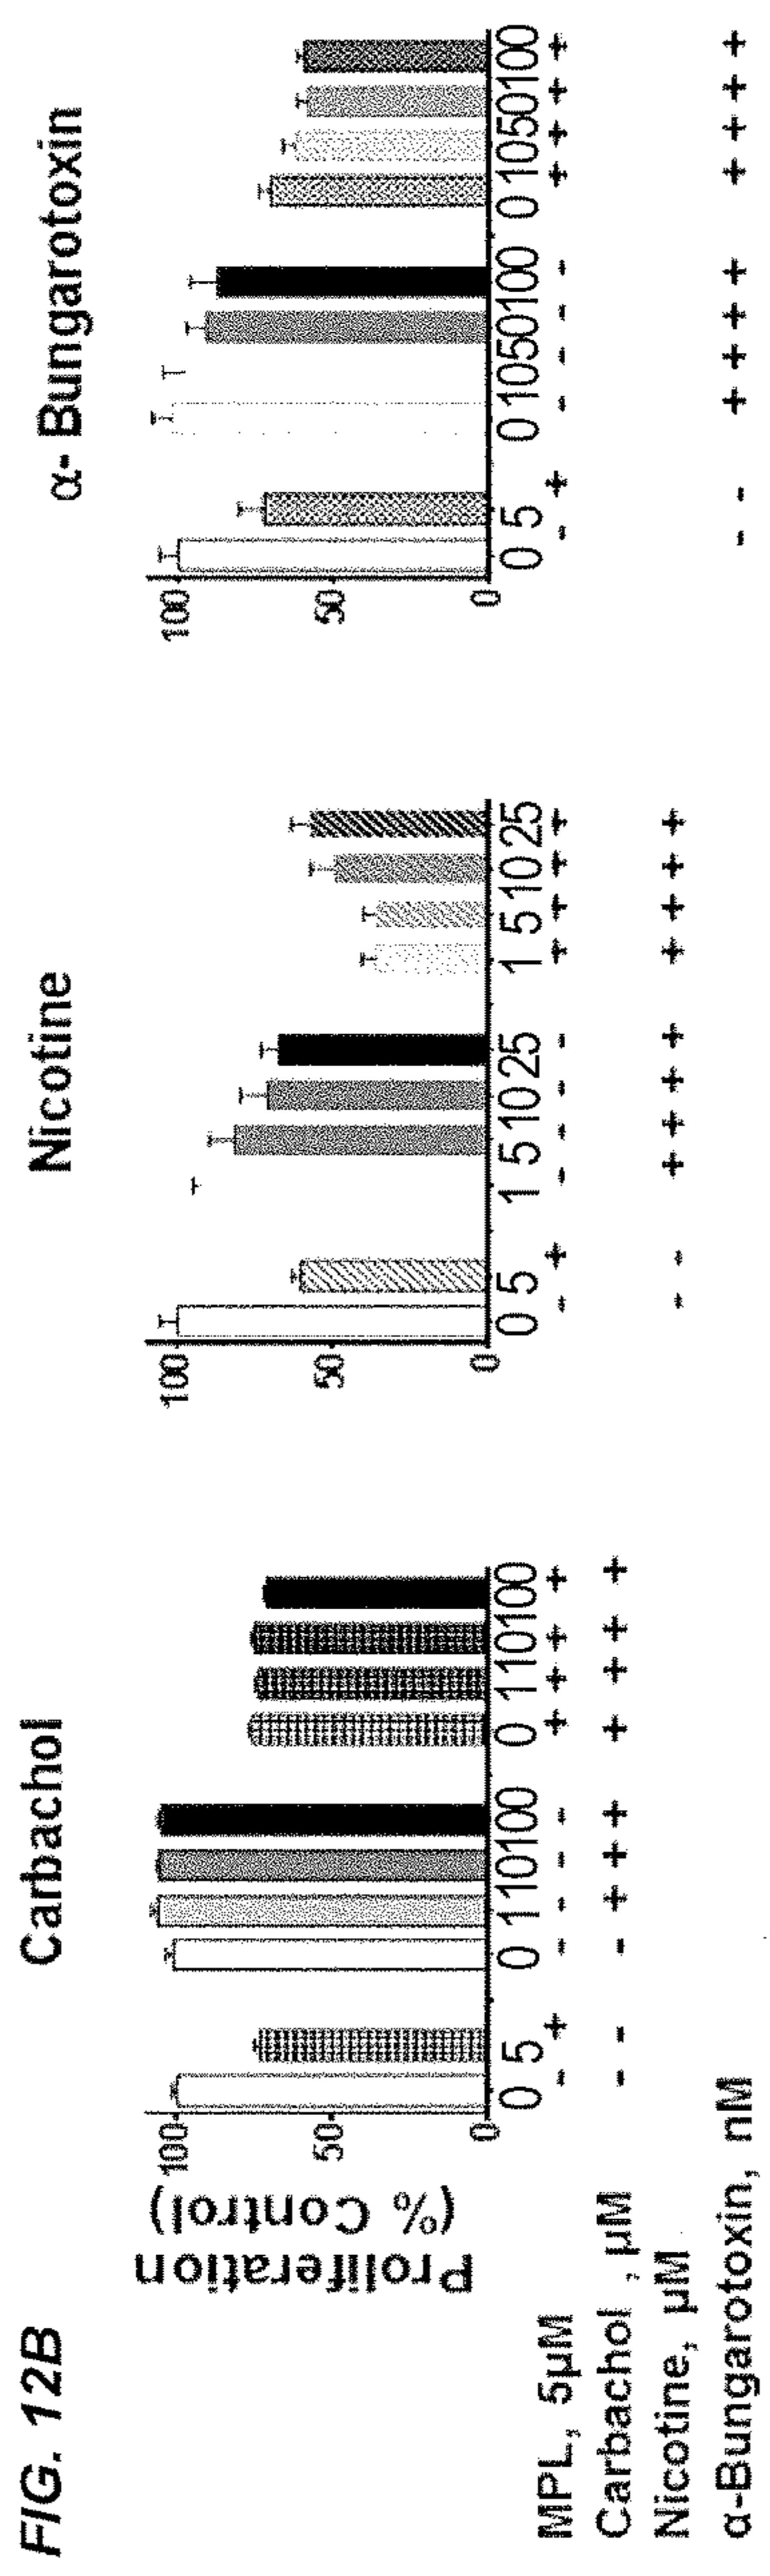 FIG. 12B
Carbachol
Nicotine
α- Bungarotoxin
Proliferation
(% Control)
100
50
0
100
50
0
100
50
0
0 5 0 1 10 100 0 1 10 100
0 5 1 5 10 25 1 5 10 25
0 5 0 10 50 100 0 10 50 100
MPL, 5µM - + - - - - + + + + - + - - - - + + + + - + - - - - + + + +
Carbachol , µM - - - + + + + + + +
Nicotine, µM - - + + + + + + + +
α-Bungarotoxin, nM - - + + + + + + + +